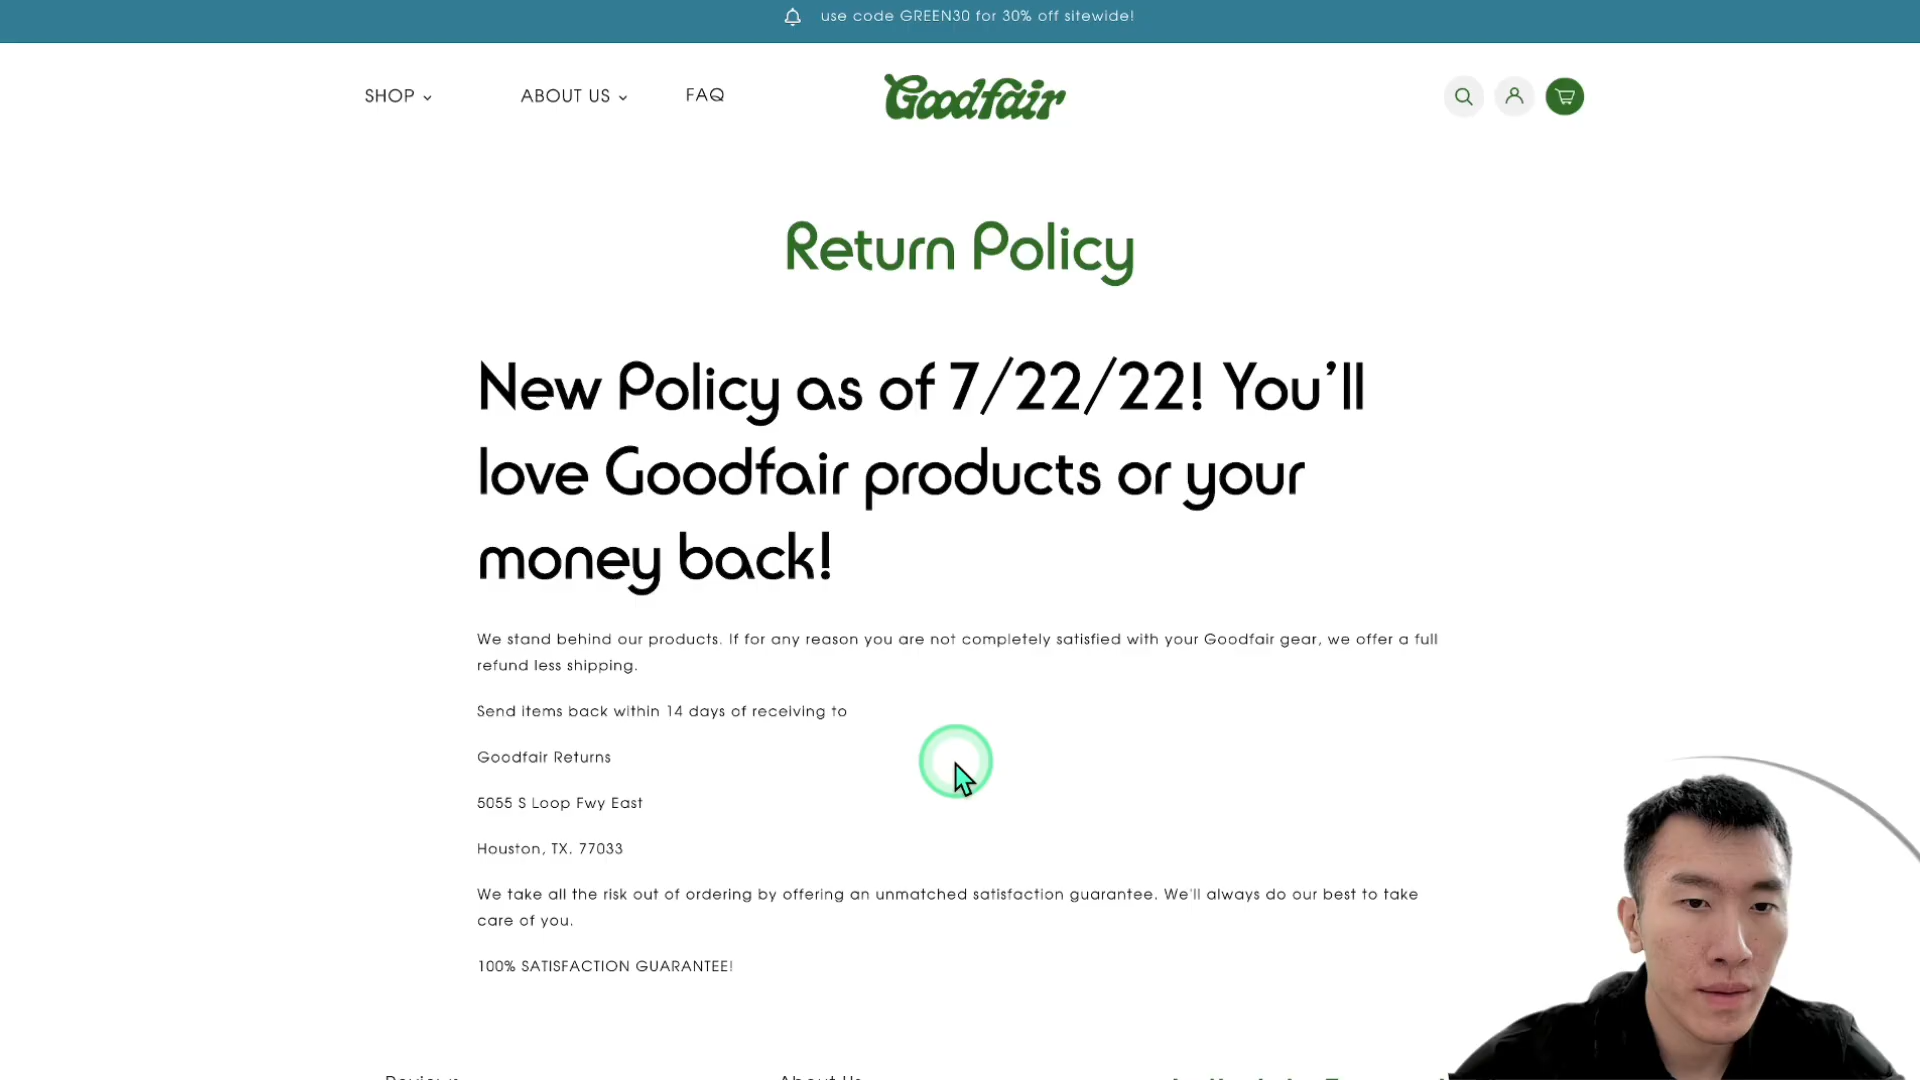 use code GREEN30 for 30% off sitewide!
SHOP
ABOUT US
FAQ
Goodfair
Return Policy
New Policy as of 7/22/22! You'll
love Goodfair products or your
money back!
We stand behind our products. If for any reason you are not completely satisfied with your Goodfair gear, we offer a full
refund less shipping.
Send items back within 14 days of receiving to
Goodfair Returns
5055 S Loop Fwy East
Houston, TX. 77033
We take all the risk out of ordering by offering an unmatched satisfaction guarantee. We'll always do our best to take
care of you.
100% SATISFACTION GUARANTEE!
About Us